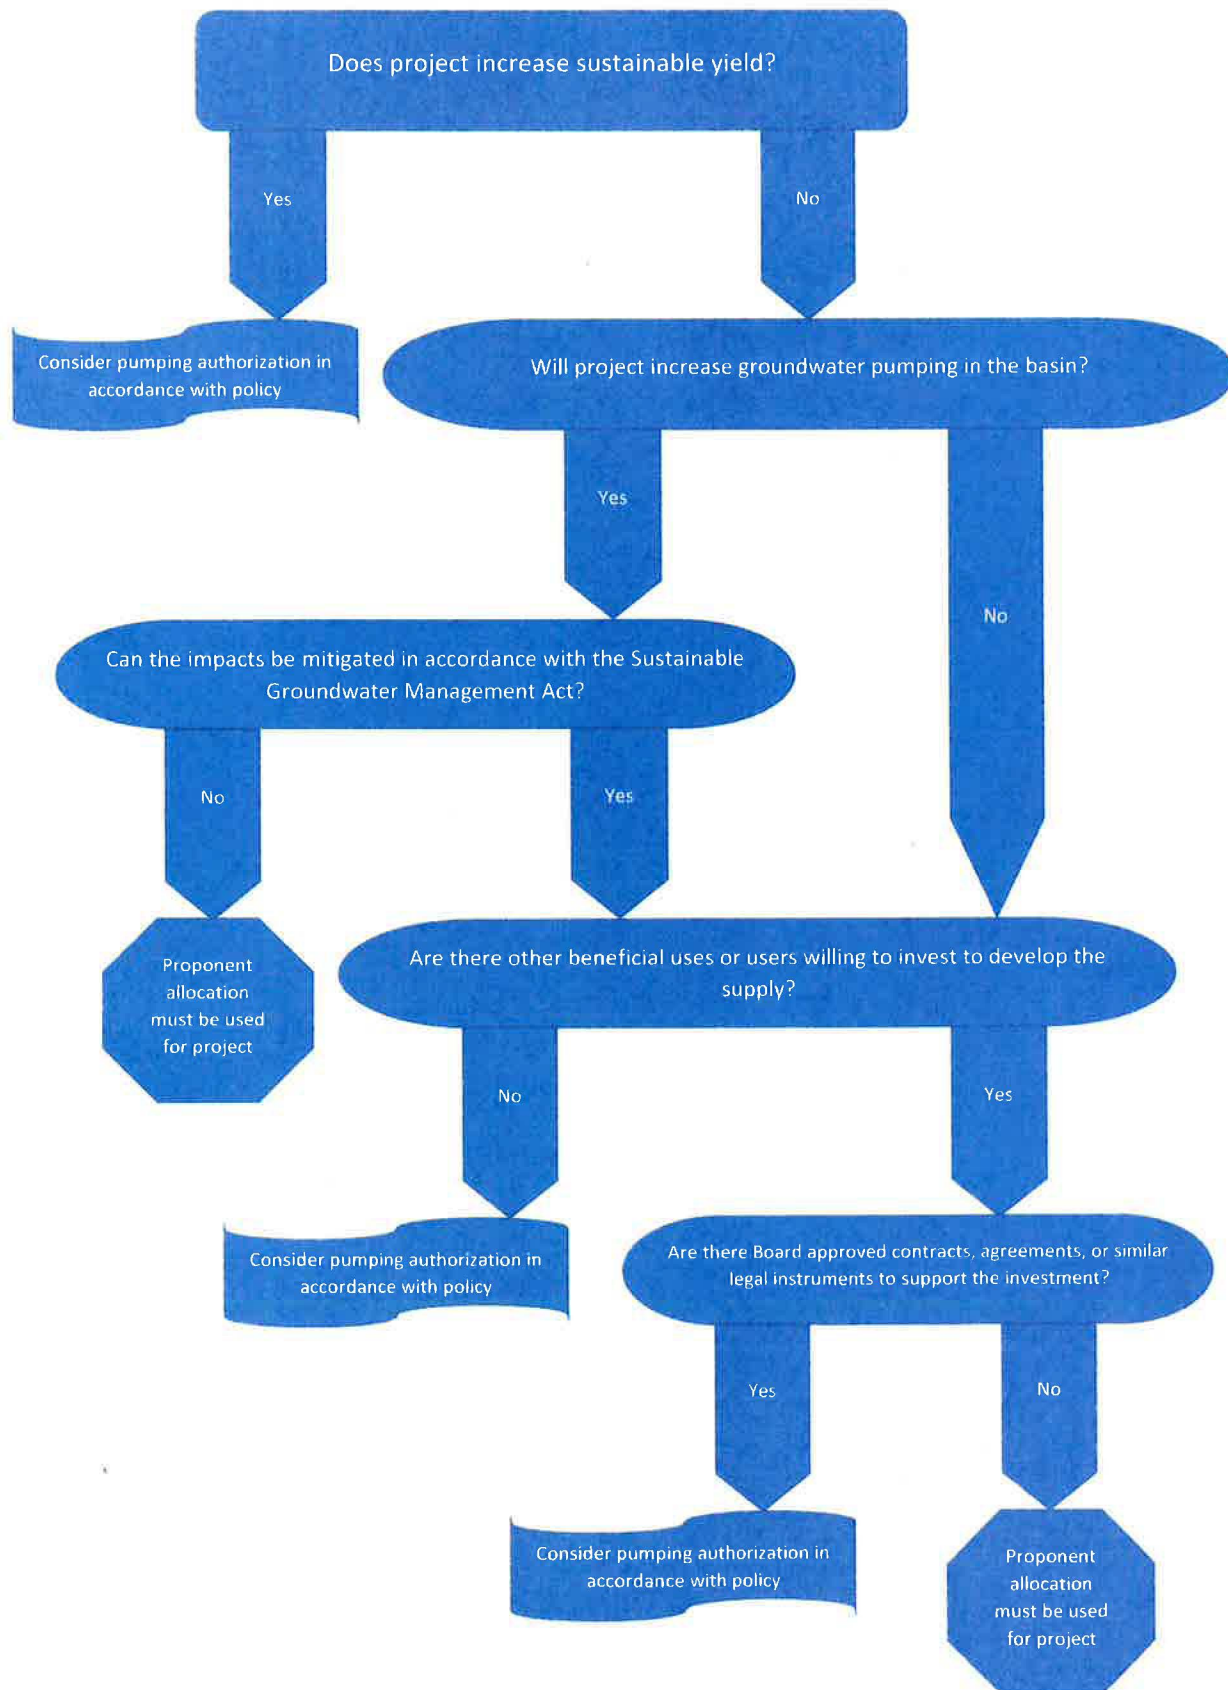 Does project increase sustainable yield?
Yes
No
Consider pumping authorization in
accordance with policy
Will project increase groundwater pumping in the basin?
Yes
No
Can the impacts be mitigated in accordance with the Sustainable
Groundwater Management Act?
No
Yes
Proponent
allocation
must be used
for project
Are there other beneficial uses or users willing to invest to develop the
supply?
No
Yes
Consider pumping authorization in
accordance with policy
Are there Board approved contracts, agreements, or similar
legal instruments to support the investment?
Yes
No
Consider pumping authorization in
accordance with policy
Proponent
allocation
must be used
for project